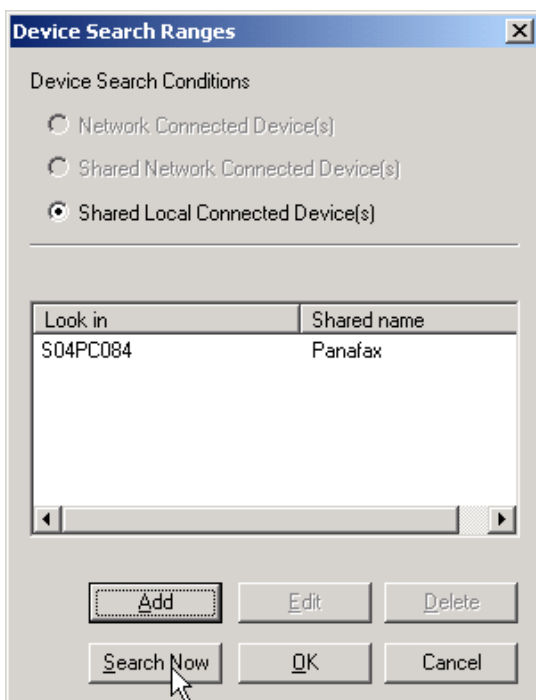 Device Search Ranges
Device Search Conditions
Network Connected Device(s)
Shared Network Connected Device(s)
Shared Local Connected Device(s)
Look in Shared name
S04PC084 Panafax
Add Edit Delete
Search Now OK Cancel